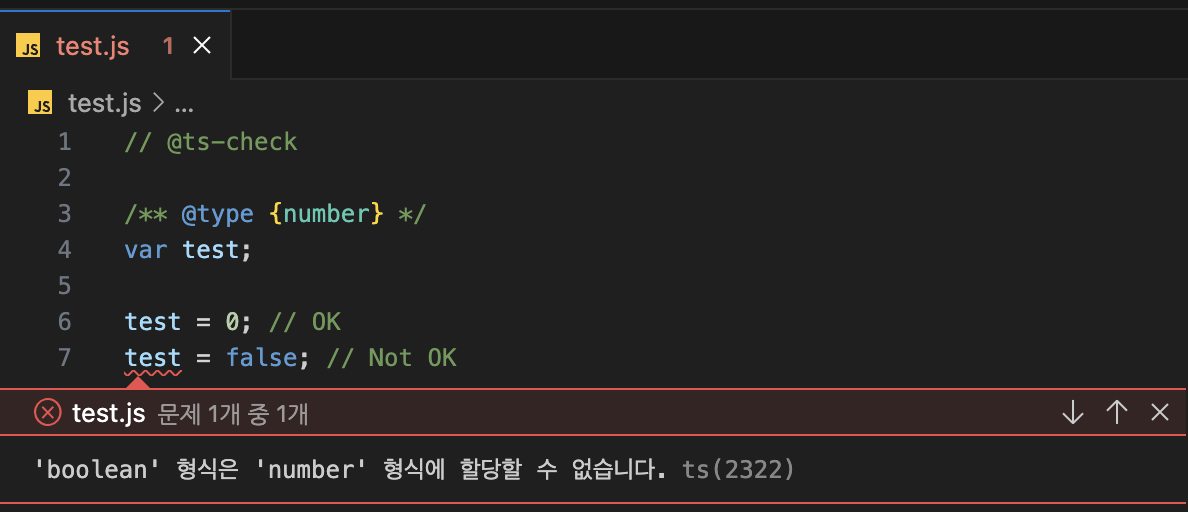 JS test.js 1
JS test.js > ...
1 // @ts-check
2
3 /** @type {number} */
4 var test;
5
6 test = 0; // OK
7 test = false; // Not OK
test.js 문제 1개 중 1개
'boolean' 형식은 'number' 형식에 할당할 수 없습니다. ts(2322)